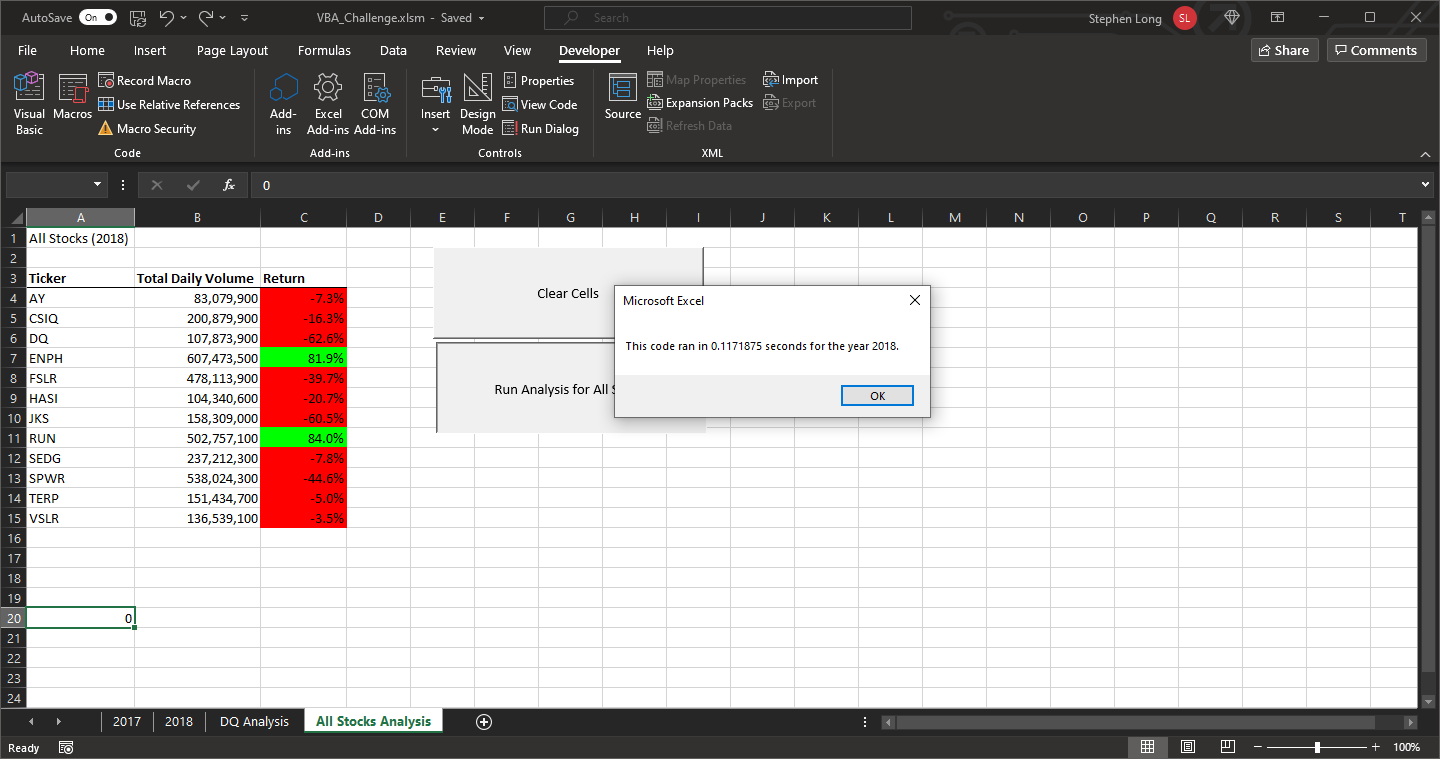 AutoSave On VBA_Challenge.xlsm - Saved Search Stephen Long SL
File Home Insert Page Layout Formulas Data Review View Developer Help Share Comments
Visual Basic
Macros
Record Macro
Use Relative References
Macro Security
Code
Add-ins
Excel Add-ins
COM Add-ins
Add-ins
Insert
Design Mode
Properties
View Code
Run Dialog
Controls
Source
Map Properties
Expansion Packs
Refresh Data
Import
Export
XML
fx 0
A B C D E F G H I J K L M N O P Q R S T
1 All Stocks (2018)
2
3 Ticker Total Daily Volume Return
4 AY 83,079,900 -7.3%
5 CSIQ 200,879,900 -16.3%
6 DQ 107,873,900 -62.6%
7 ENPH 607,473,500 81.9%
8 FSLR 478,113,900 -39.7%
9 HASI 104,340,600 -20.7%
10 JKS 158,309,000 -60.5%
11 RUN 502,757,100 84.0%
12 SEDG 237,212,300 -7.8%
13 SPWR 538,024,300 -44.6%
14 TERP 151,434,700 -5.0%
15 VSLR 136,539,100 -3.5%
16
17
18
19
20 0
21
22
23
24
Clear Cells
Run Analysis for All S
Microsoft Excel
This code ran in 0.1171875 seconds for the year 2018.
OK
2017 2018 DQ Analysis All Stocks Analysis
Ready 100%